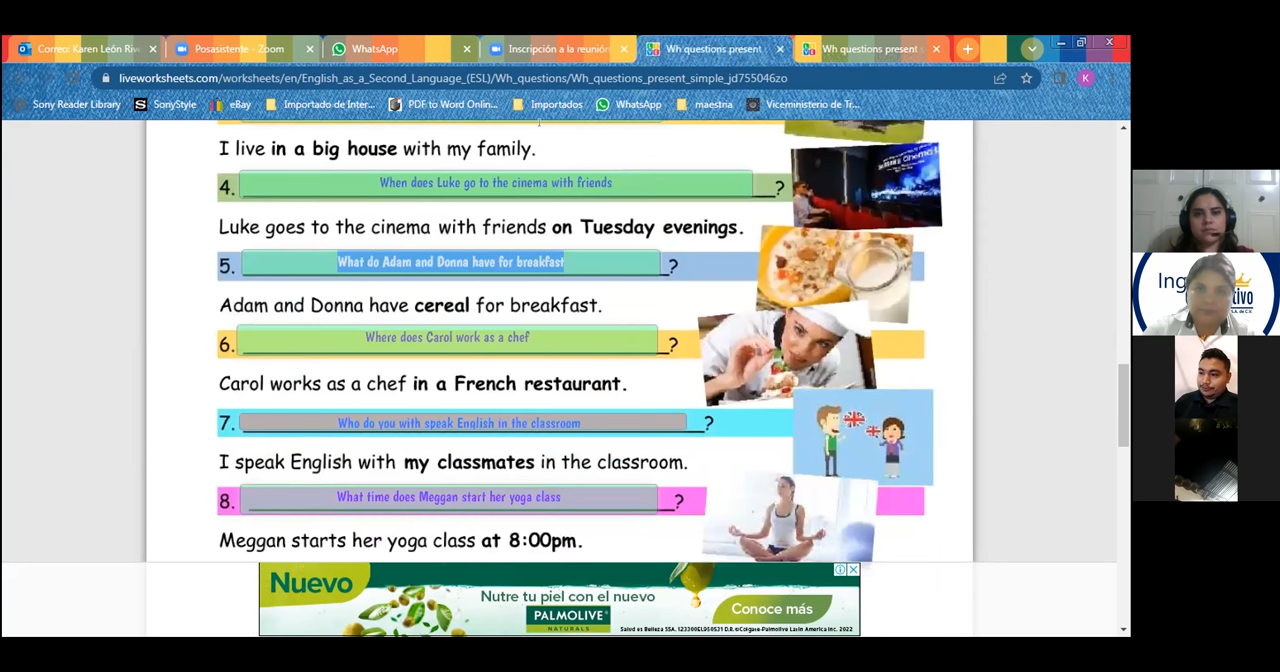 Correo: Karen León Riv
Posasistente - Zoom
WhatsApp
Inscripción a la reunión
Wh questions present
Wh questions present s
liveworksheets.com/worksheets/en/English_as_a_Second_Language_(ESL)/Wh_questions/Wh_questions_present_simple_jd755046zo
K
Sony Reader Library
SonyStyle
eBay
Importado de Inter...
PDF to Word Onlin...
Importados
WhatsApp
maestria
Viceministerio de Tr...
I live in a big house with my family.
4. When does Luke go to the cinema with friends ?
Luke goes to the cinema with friends on Tuesday evenings.
5. What do Adam and Donna have for breakfast ?
Adam and Donna have cereal for breakfast.
6. Where does Carol work as a chef ?
Carol works as a chef in a French restaurant.
7. Who do you with speak English in the classroom ?
I speak English with my classmates in the classroom.
8. What time does Meggan start her yoga class ?
Meggan starts her yoga class at 8:00pm.
Nuevo
Nutre tu piel con el nuevo
PALMOLIVE
NATURALS
Conoce más
Ing
tivo
S.A. de C.V.